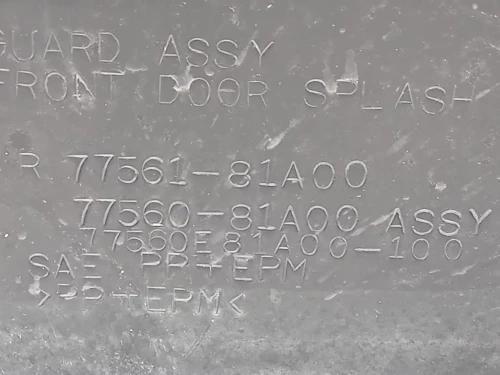 GUARD ASSY
FRONT DOOR SPLASH
R 77561-81A00
77560-81A00 ASSY
77560E81A00-100
SAE PP+EPM
>PP+EPM<